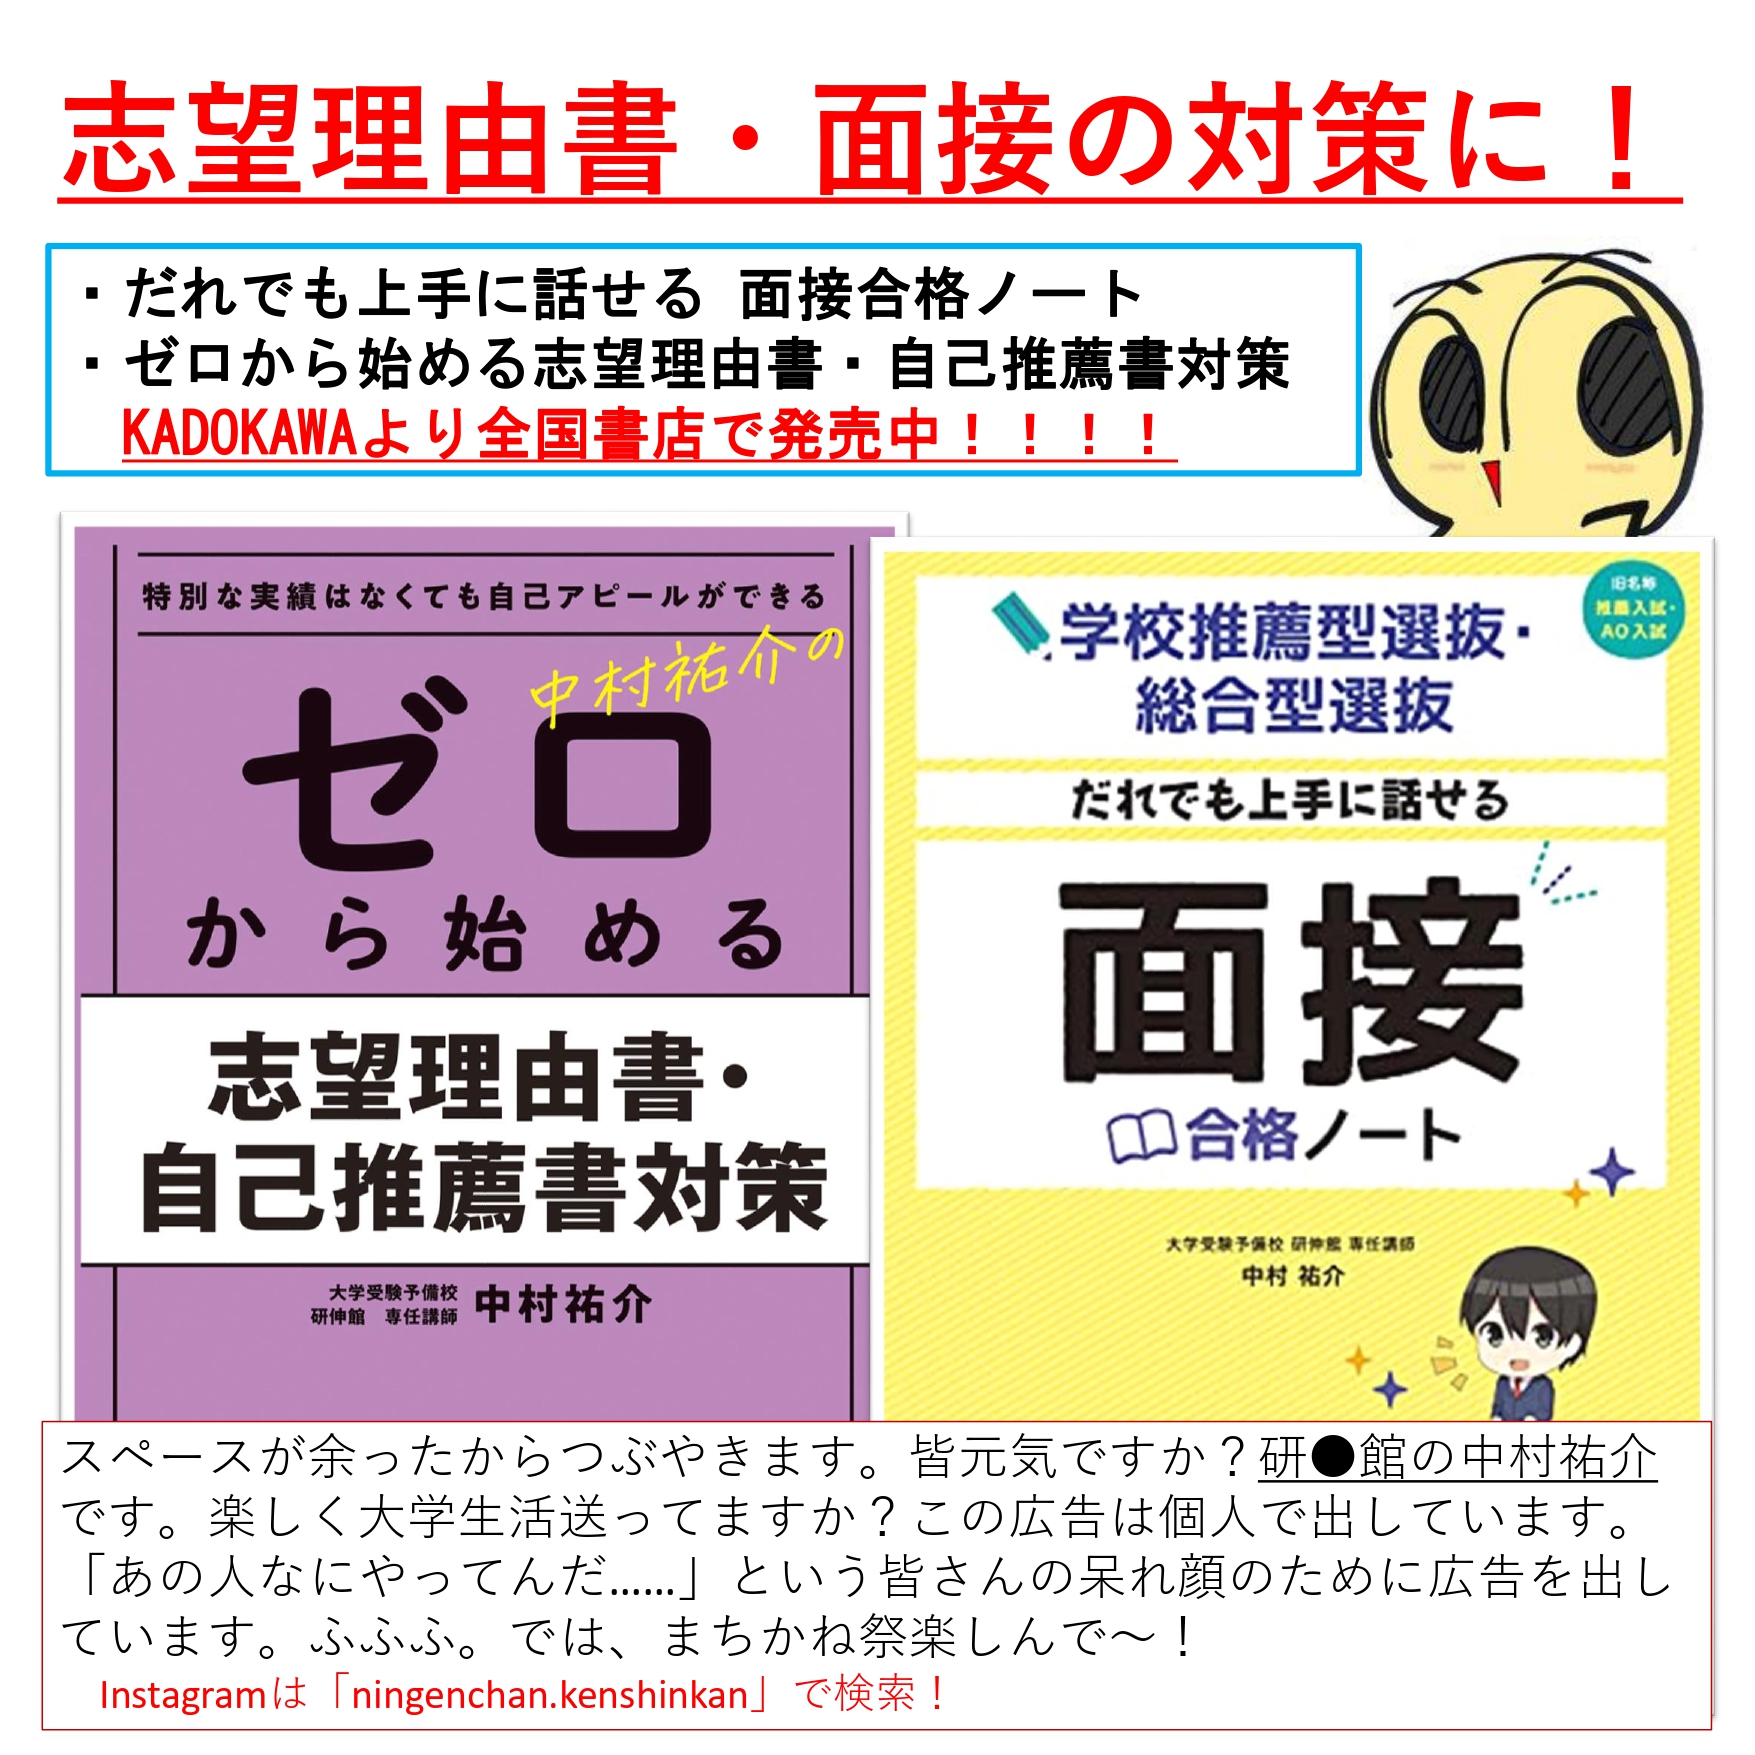 志望理由書・面接の対策に！
・だれでも上手に話せる 面接合格ノート
・ゼロから始める志望理由書・自己推薦書対策
KADOKAWAより全国書店で発売中！！！！
特別な実績はなくても自己アピールができる
中村祐介の
ゼロ
から始める
志望理由書・
自己推薦書対策
大学受験予備校
研伸館 専任講師 中村祐介
旧名称
推薦入試・
AO入試
学校推薦型選抜・
総合型選抜
だれでも上手に話せる
面接
合格ノート
大学受験予備校 研伸館 専任講師
中村 祐介
スペースが余ったからつぶやきます。皆元気ですか？研●館の中村祐介
です。楽しく大学生活送ってますか？この広告は個人で出しています。
「あの人なにやってんだ……」という皆さんの呆れ顔のために広告を出し
ています。ふふふ。では、まちかね祭楽しんで～！
Instagramは「ningenchan.kenshinkan」で検索！